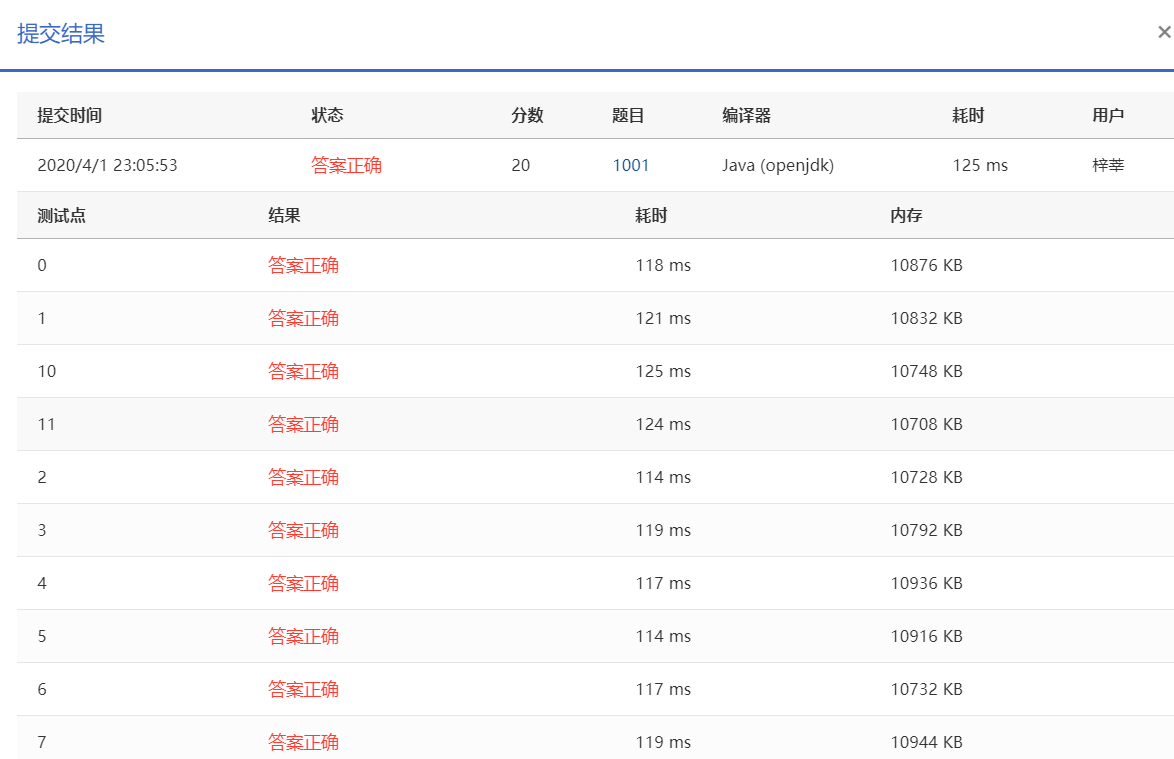 提交结果 ×
提交时间 状态 分数 题目 编译器 耗时 用户
2020/4/1 23:05:53 答案正确 20 1001 Java (openjdk) 125 ms 梓莘
测试点 结果 耗时 内存
0 答案正确 118 ms 10876 KB
1 答案正确 121 ms 10832 KB
10 答案正确 125 ms 10748 KB
11 答案正确 124 ms 10708 KB
2 答案正确 114 ms 10728 KB
3 答案正确 119 ms 10792 KB
4 答案正确 117 ms 10936 KB
5 答案正确 114 ms 10916 KB
6 答案正确 117 ms 10732 KB
7 答案正确 119 ms 10944 KB